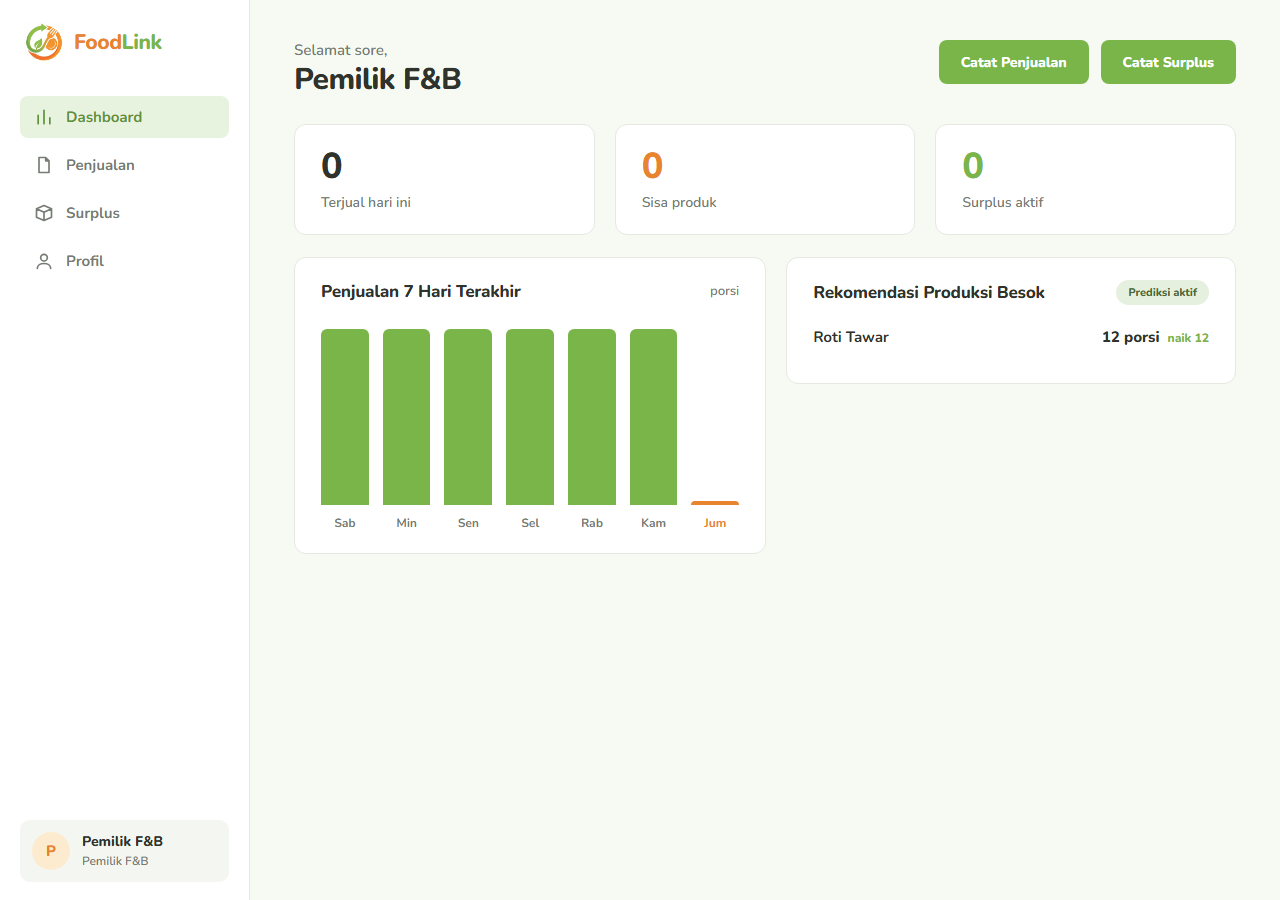 FoodLink
Dashboard
Penjualan
Surplus
Profil
P
Pemilik F&B
Pemilik F&B
Selamat sore,
Pemilik F&B
Catat Penjualan
Catat Surplus
0
Terjual hari ini
0
Sisa produk
0
Surplus aktif
Penjualan 7 Hari Terakhir
porsi
Sab Min Sen Sel Rab Kam Jum
Rekomendasi Produksi Besok
Prediksi aktif
Roti Tawar
12 porsi naik 12